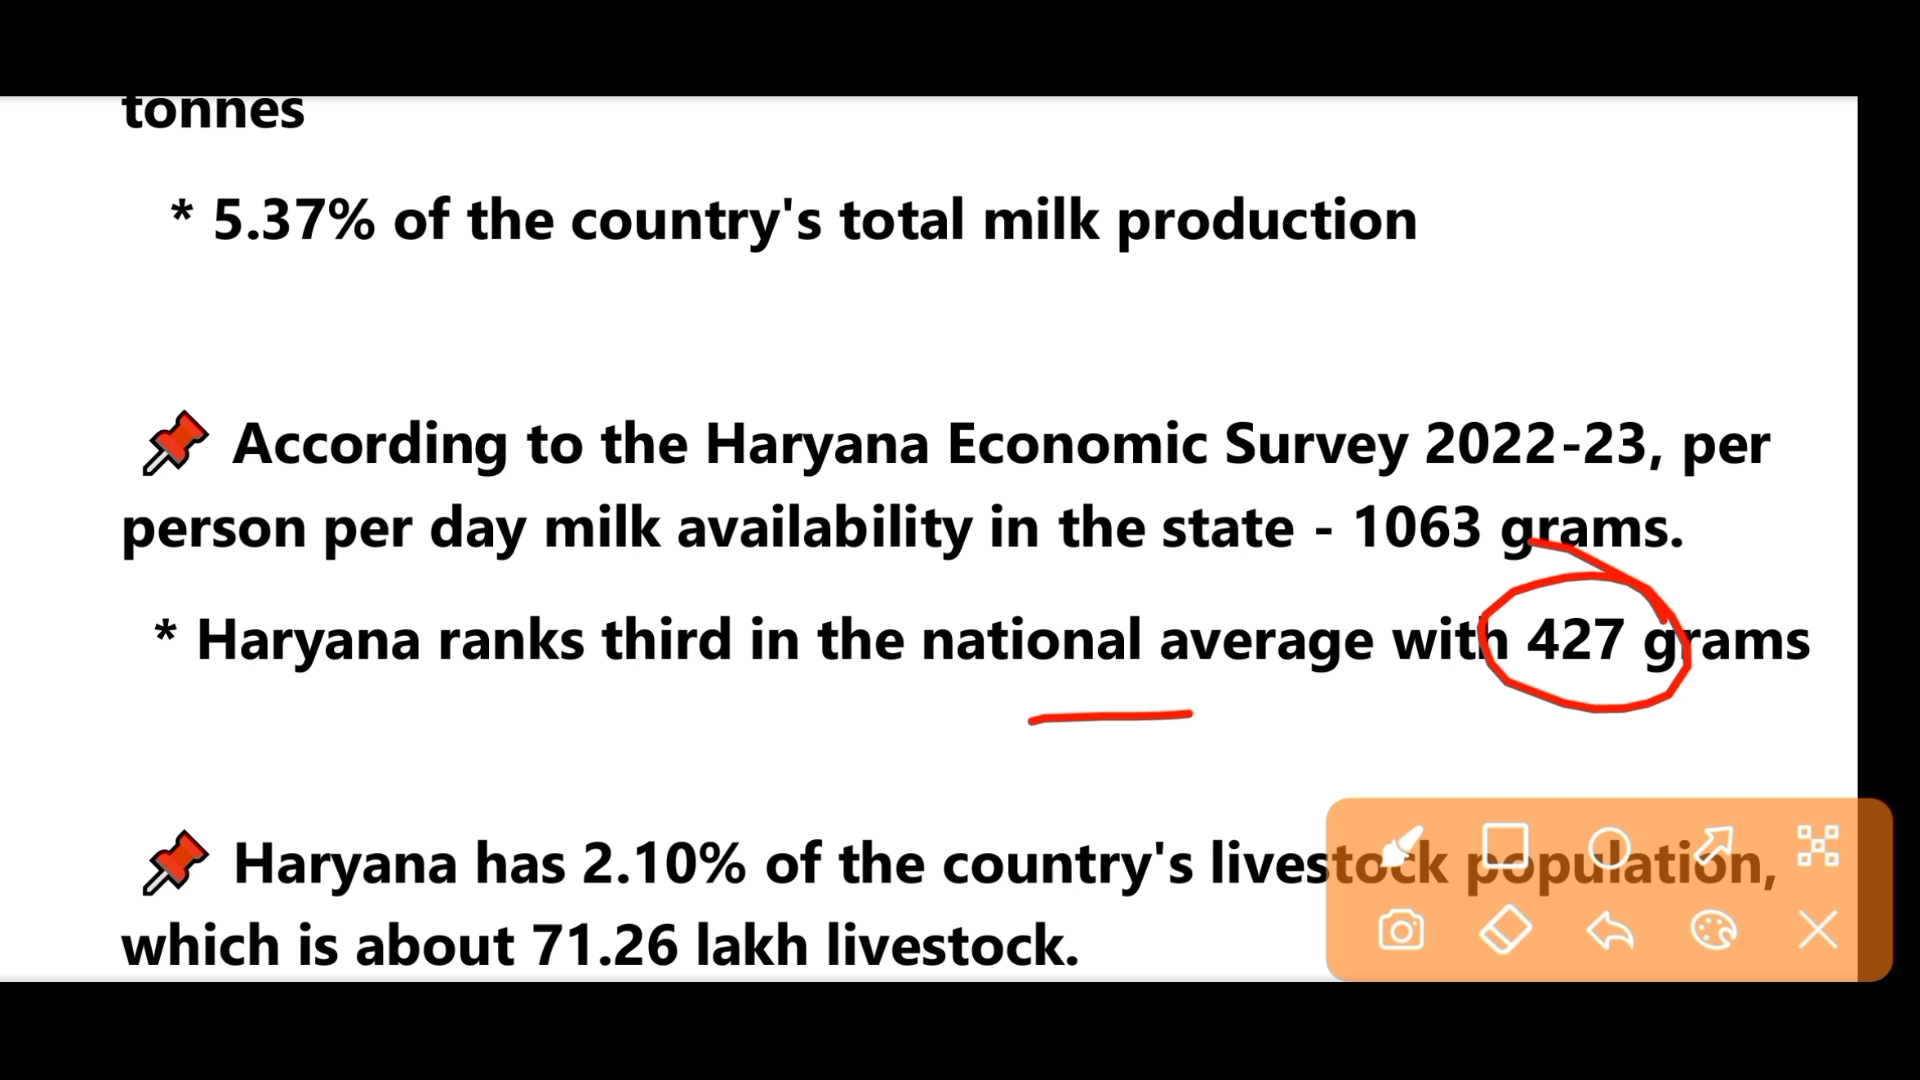 tonnes
* 5.37% of the country's total milk production
📌 According to the Haryana Economic Survey 2022-23, per
person per day milk availability in the state - 1063 grams.
* Haryana ranks third in the national average with 427 grams
📌 Haryana has 2.10% of the country's livestock population,
which is about 71.26 lakh livestock.